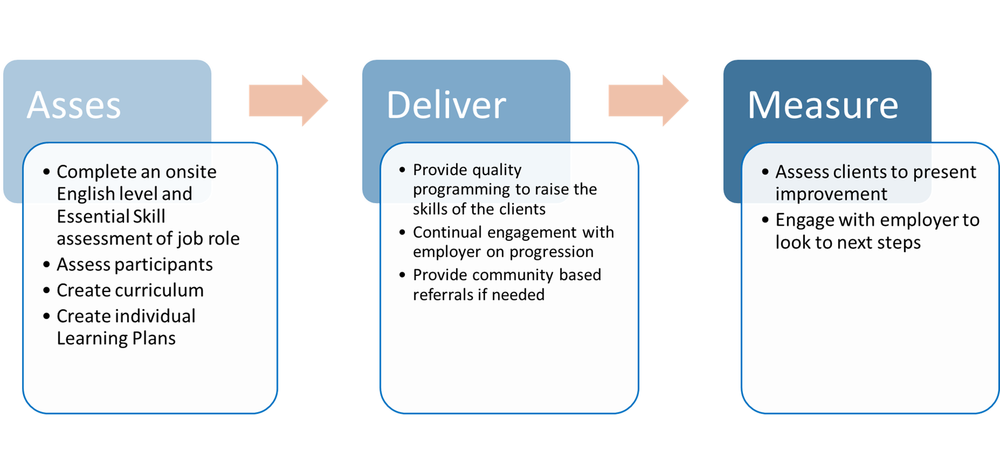 Asses
• Complete an onsite
English level and
Essential Skill
assessment of job role
• Assess participants
• Create curriculum
• Create individual
Learning Plans
Deliver
• Provide quality
programming to raise the
skills of the clients
• Continual engagement with
employer on progression
• Provide community based
referrals if needed
Measure
• Assess clients to present
improvement
• Engage with employer to
look to next steps